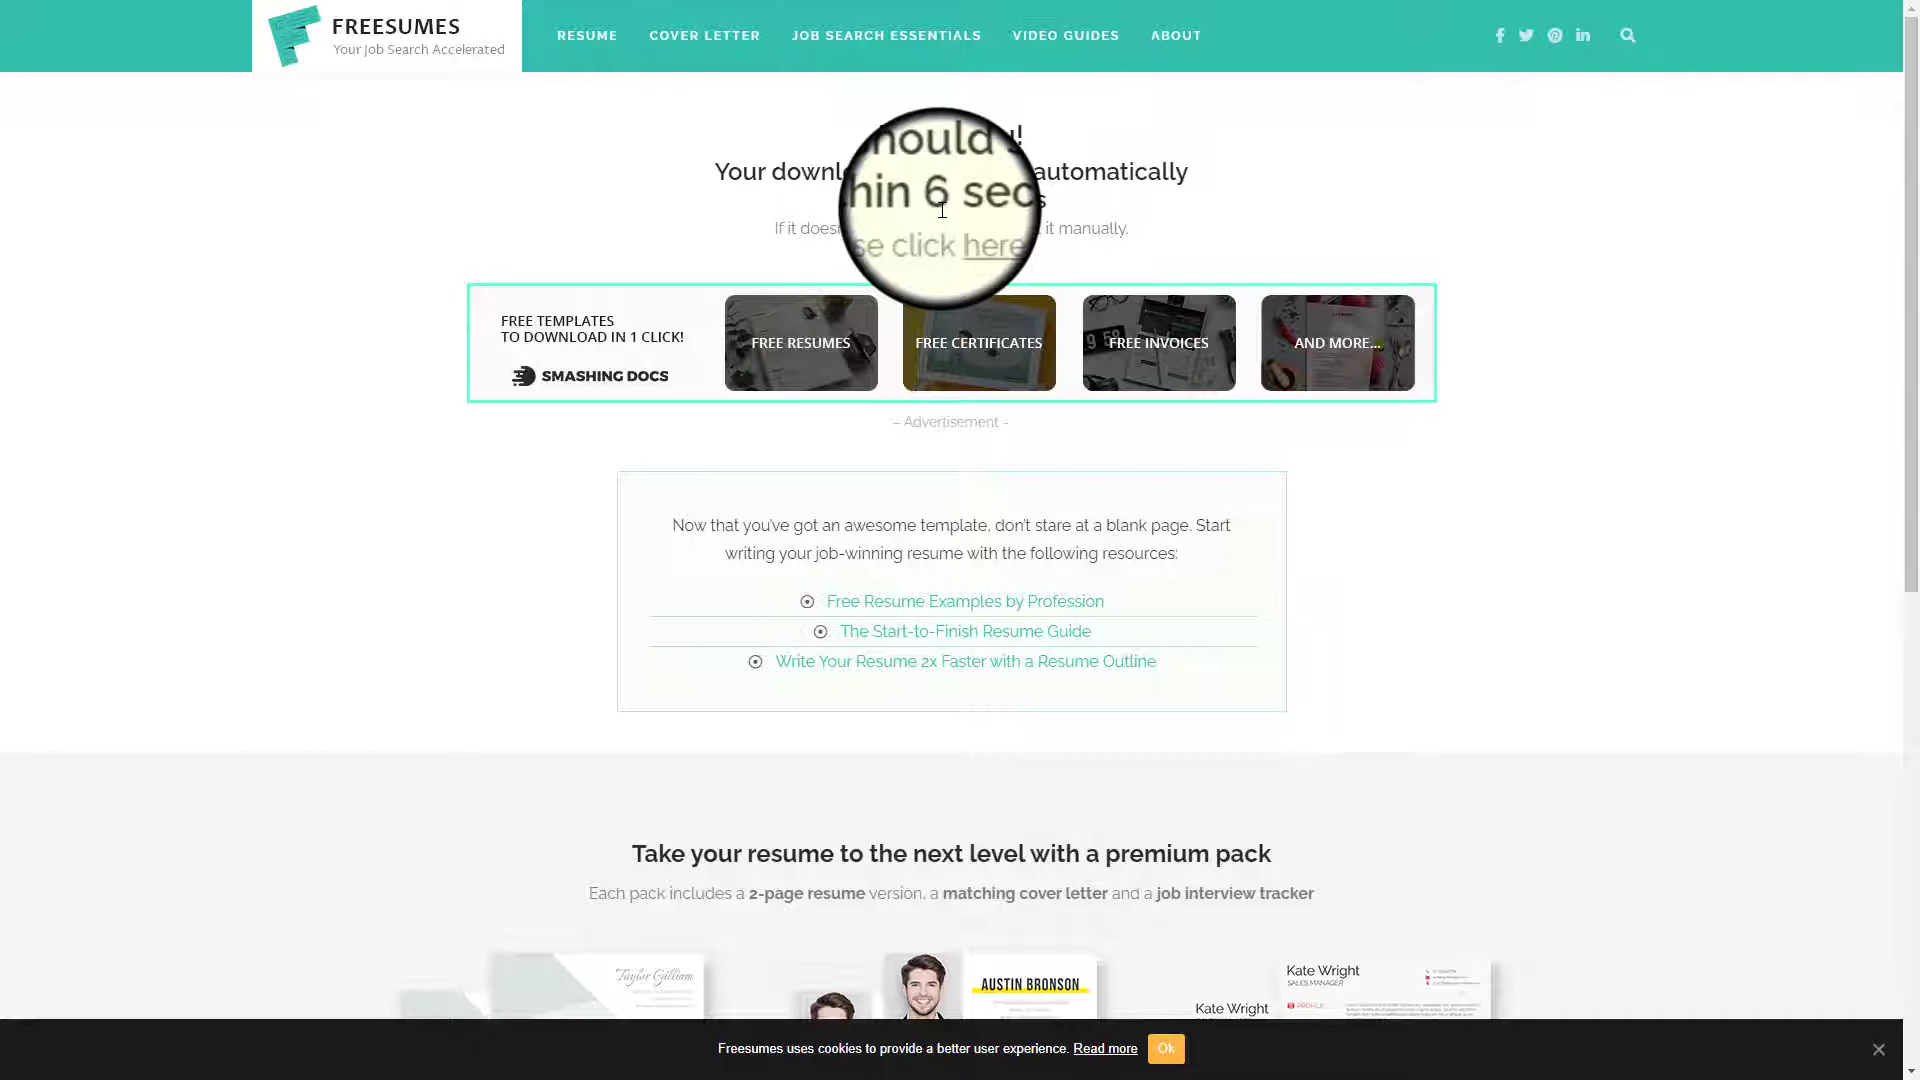 FREESUMES
Your Job Search Accelerated
RESUME COVER LETTER JOB SEARCH ESSENTIALS VIDEO GUIDES ABOUT
hould
Your automatically
hin 6 sec
If it it manually.
click here
FREE TEMPLATES
TO DOWNLOAD IN 1 CLICK!
SMASHING DOCS
FREE RESUMES
FREE CERTIFICATES
FREE INVOICES
AND MORE...
– Advertisement -
Now that you've got an awesome template, don't stare at a blank page. Start
writing your job-winning resume with the following resources:
Free Resume Examples by Profession
The Start-to-Finish Resume Guide
Write Your Resume 2x Faster with a Resume Outline
Take your resume to the next level with a premium pack
Each pack includes a 2-page resume version, a matching cover letter and a job interview tracker
Taylor Gilliam
AUSTIN BRONSON
Kate Wright
SALES MANAGER
PROFILE
Kate Wright
Freesumes uses cookies to provide a better user experience. Read more Ok